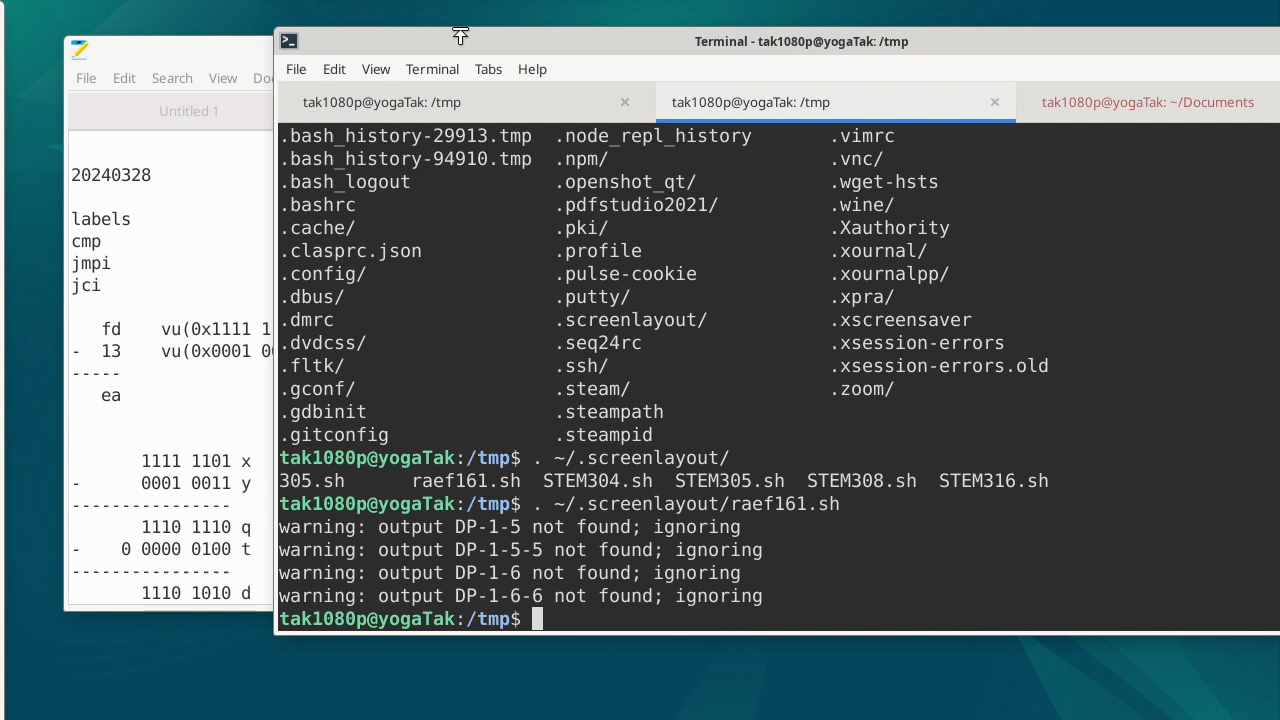 File Edit Search View
Untitled 1
20240328
labels
cmp
jmpi
jci
fd    vu(0x1111 1
-  13    vu(0x0001
-----
ea
1111 1101 x
-      0001 0011 y
----------------
1110 1110 q
-    0 0000 0100 t
----------------
1110 1010 d
Terminal - tak1080p@yogaTak: /tmp
File Edit View Terminal Tabs Help
tak1080p@yogaTak: /tmp × tak1080p@yogaTak: /tmp × tak1080p@yogaTak: ~/Documents
.bash_history-29913.tmp  .node_repl_history       .vimrc
.bash_history-94910.tmp  .npm/                    .vnc/
.bash_logout             .openshot_qt/            .wget-hsts
.bashrc                  .pdfstudio2021/          .wine/
.cache/                  .pki/                    .Xauthority
.clasprc.json            .profile                 .xournal/
.config/                 .pulse-cookie            .xournalpp/
.dbus/                   .putty/                  .xpra/
.dmrc                    .screenlayout/           .xscreensaver
.dvdcss/                 .seq24rc                 .xsession-errors
.fltk/                   .ssh/                    .xsession-errors.old
.gconf/                  .steam/                  .zoom/
.gdbinit                 .steampath
.gitconfig               .steampid
tak1080p@yogaTak:/tmp$ . ~/.screenlayout/
305.sh      raef161.sh  STEM304.sh  STEM305.sh  STEM308.sh  STEM316.sh
tak1080p@yogaTak:/tmp$ . ~/.screenlayout/raef161.sh
warning: output DP-1-5 not found; ignoring
warning: output DP-1-5-5 not found; ignoring
warning: output DP-1-6 not found; ignoring
warning: output DP-1-6-6 not found; ignoring
tak1080p@yogaTak:/tmp$